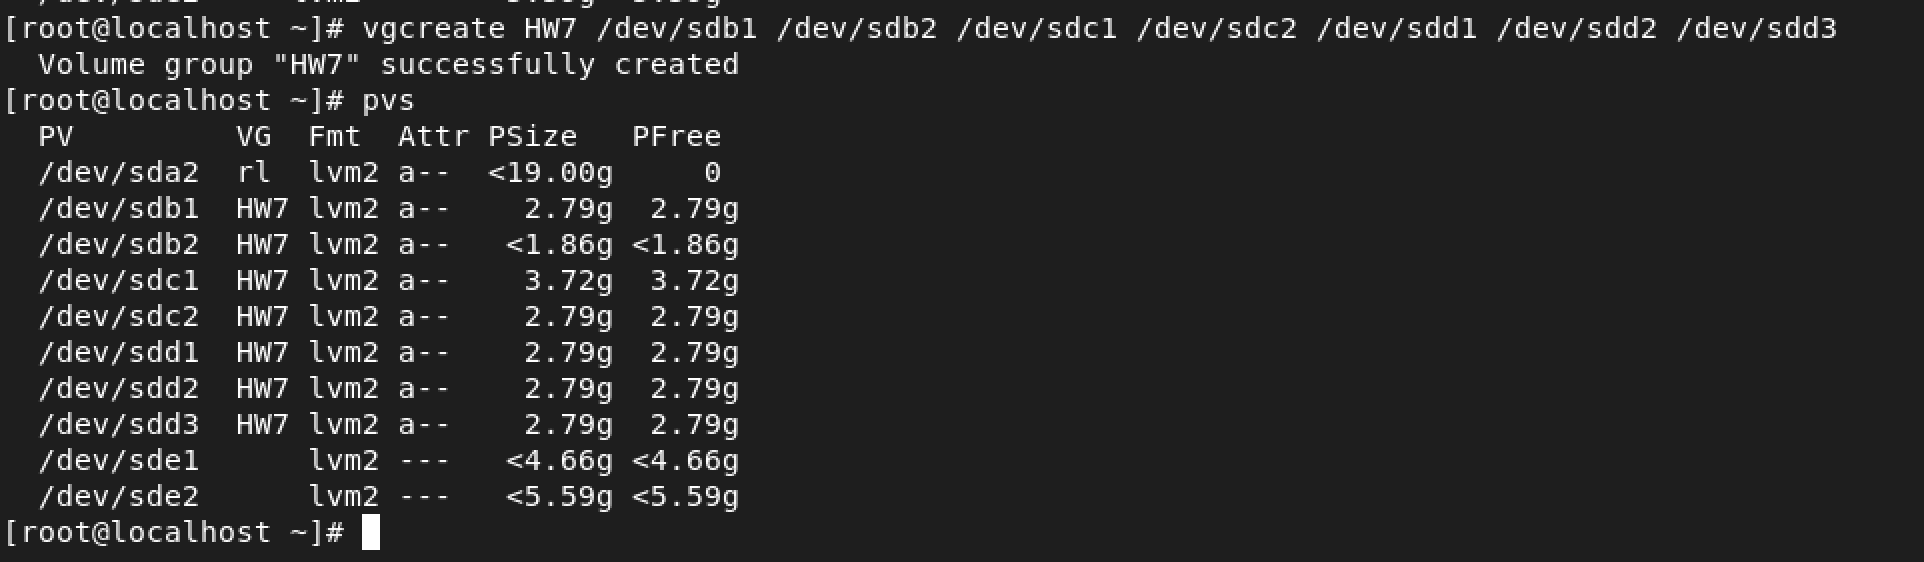 [root@localhost ~]# vgcreate HW7 /dev/sdb1 /dev/sdb2 /dev/sdc1 /dev/sdc2 /dev/sdd1 /dev/sdd2 /dev/sdd3
  Volume group "HW7" successfully created
[root@localhost ~]# pvs
  PV         VG  Fmt  Attr PSize   PFree
  /dev/sda2  rl  lvm2 a--  <19.00g     0
  /dev/sdb1  HW7 lvm2 a--    2.79g  2.79g
  /dev/sdb2  HW7 lvm2 a--   <1.86g <1.86g
  /dev/sdc1  HW7 lvm2 a--    3.72g  3.72g
  /dev/sdc2  HW7 lvm2 a--    2.79g  2.79g
  /dev/sdd1  HW7 lvm2 a--    2.79g  2.79g
  /dev/sdd2  HW7 lvm2 a--    2.79g  2.79g
  /dev/sdd3  HW7 lvm2 a--    2.79g  2.79g
  /dev/sde1      lvm2 ---   <4.66g <4.66g
  /dev/sde2      lvm2 ---   <5.59g <5.59g
[root@localhost ~]#